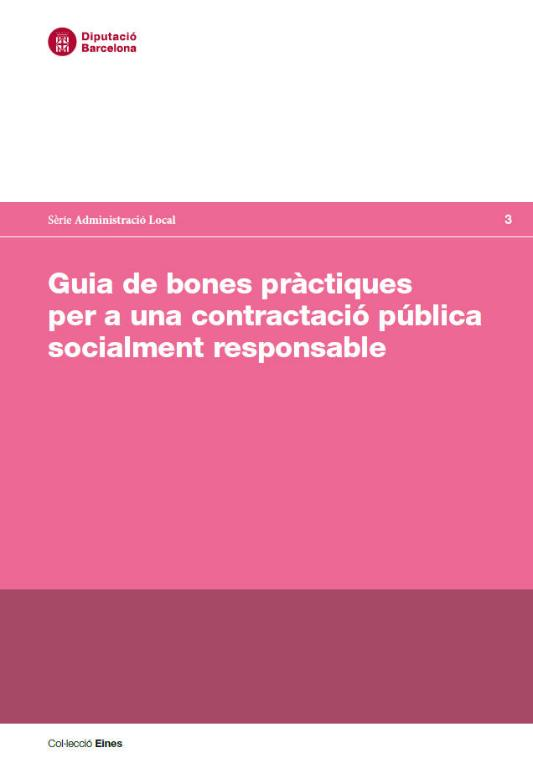 Diputació
Barcelona
Sèrie Administració Local
3
Guia de bones pràctiques
per a una contractació pública
socialment responsable
Col·lecció Eines